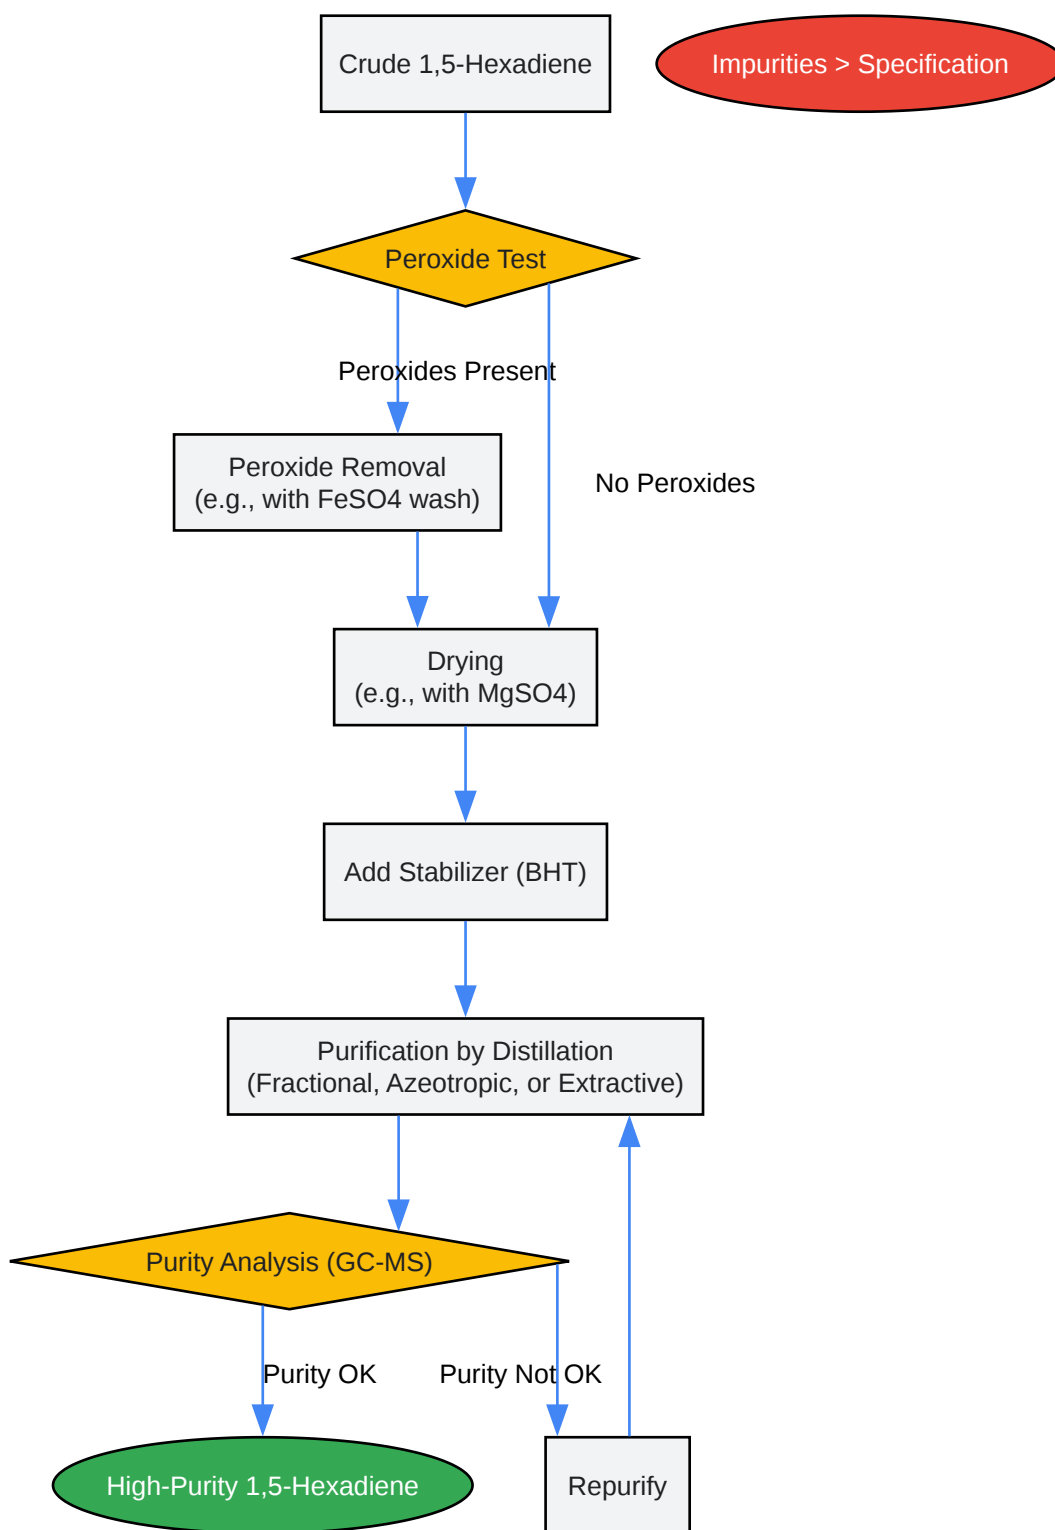 Crude 1,5-Hexadiene
Impurities > Specification
Peroxide Test
Peroxides Present
Peroxide Removal
(e.g., with FeSO4 wash)
No Peroxides
Drying
(e.g., with MgSO4)
Add Stabilizer (BHT)
Purification by Distillation
(Fractional, Azeotropic, or Extractive)
Purity Analysis (GC-MS)
Purity OK
Purity Not OK
High-Purity 1,5-Hexadiene
Repurify